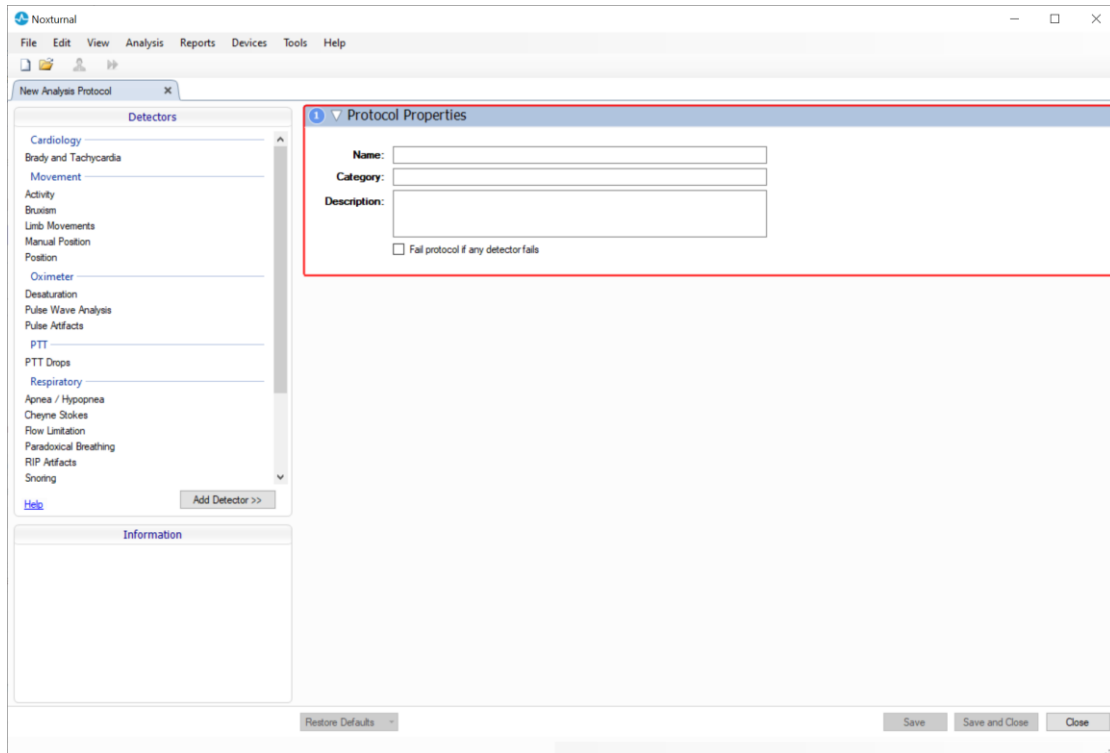 Noxturnal
File Edit View Analysis Reports Devices Tools Help
New Analysis Protocol
Detectors
Cardiology
Brady and Tachycardia
Movement
Activity
Bruxism
Limb Movements
Manual Position
Position
Oximeter
Desaturation
Pulse Wave Analysis
Pulse Artifacts
PTT
PTT Drops
Respiratory
Apnea / Hypopnea
Cheyne Stokes
Flow Limitation
Paradoxical Breathing
RIP Artifacts
Snoring
Help
Add Detector >>
Information
1 Protocol Properties
Name:
Category:
Description:
Fail protocol if any detector fails
Restore Defaults
Save
Save and Close
Close